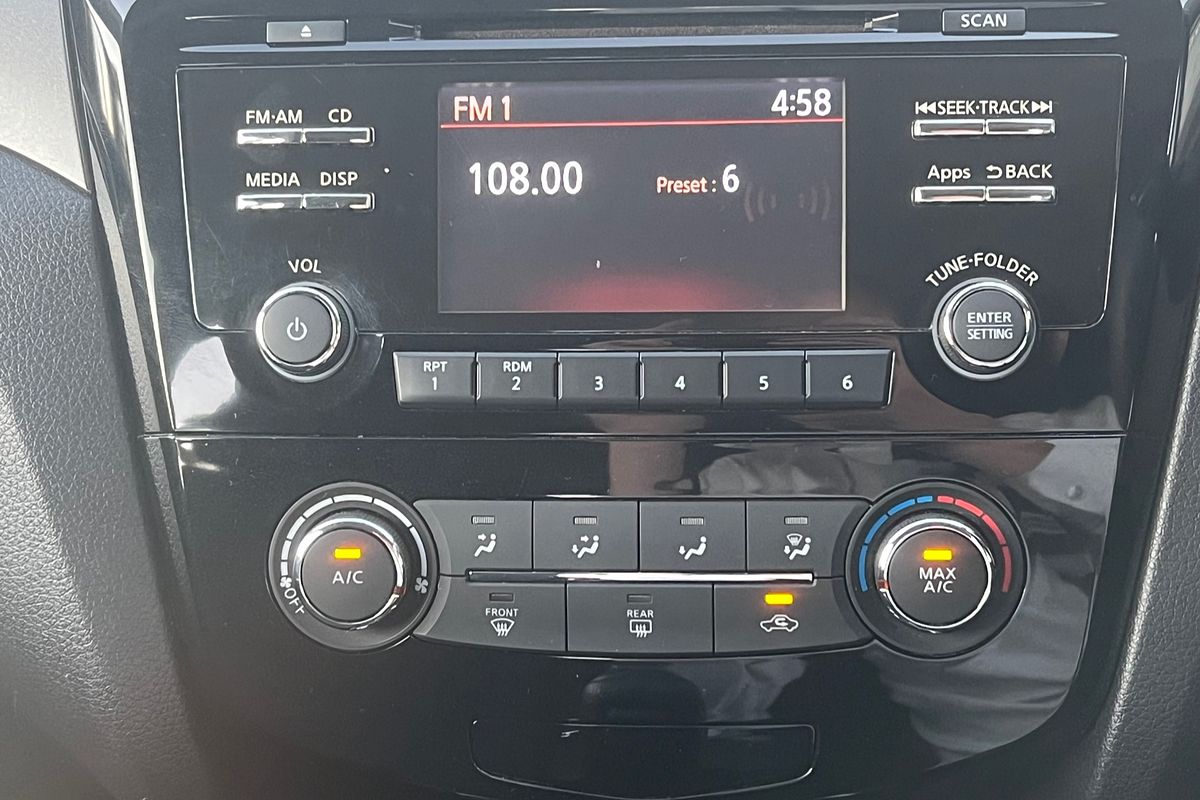 SCAN
FM·AM CD
FM 1 4:58
SEEK·TRACK
108.00 Preset : 6
MEDIA DISP
Apps BACK
VOL
TUNE·FOLDER
ENTER
SETTING
RPT RDM
1 2 3 4 5 6
A/C
OFF
MAX
A/C
FRONT REAR